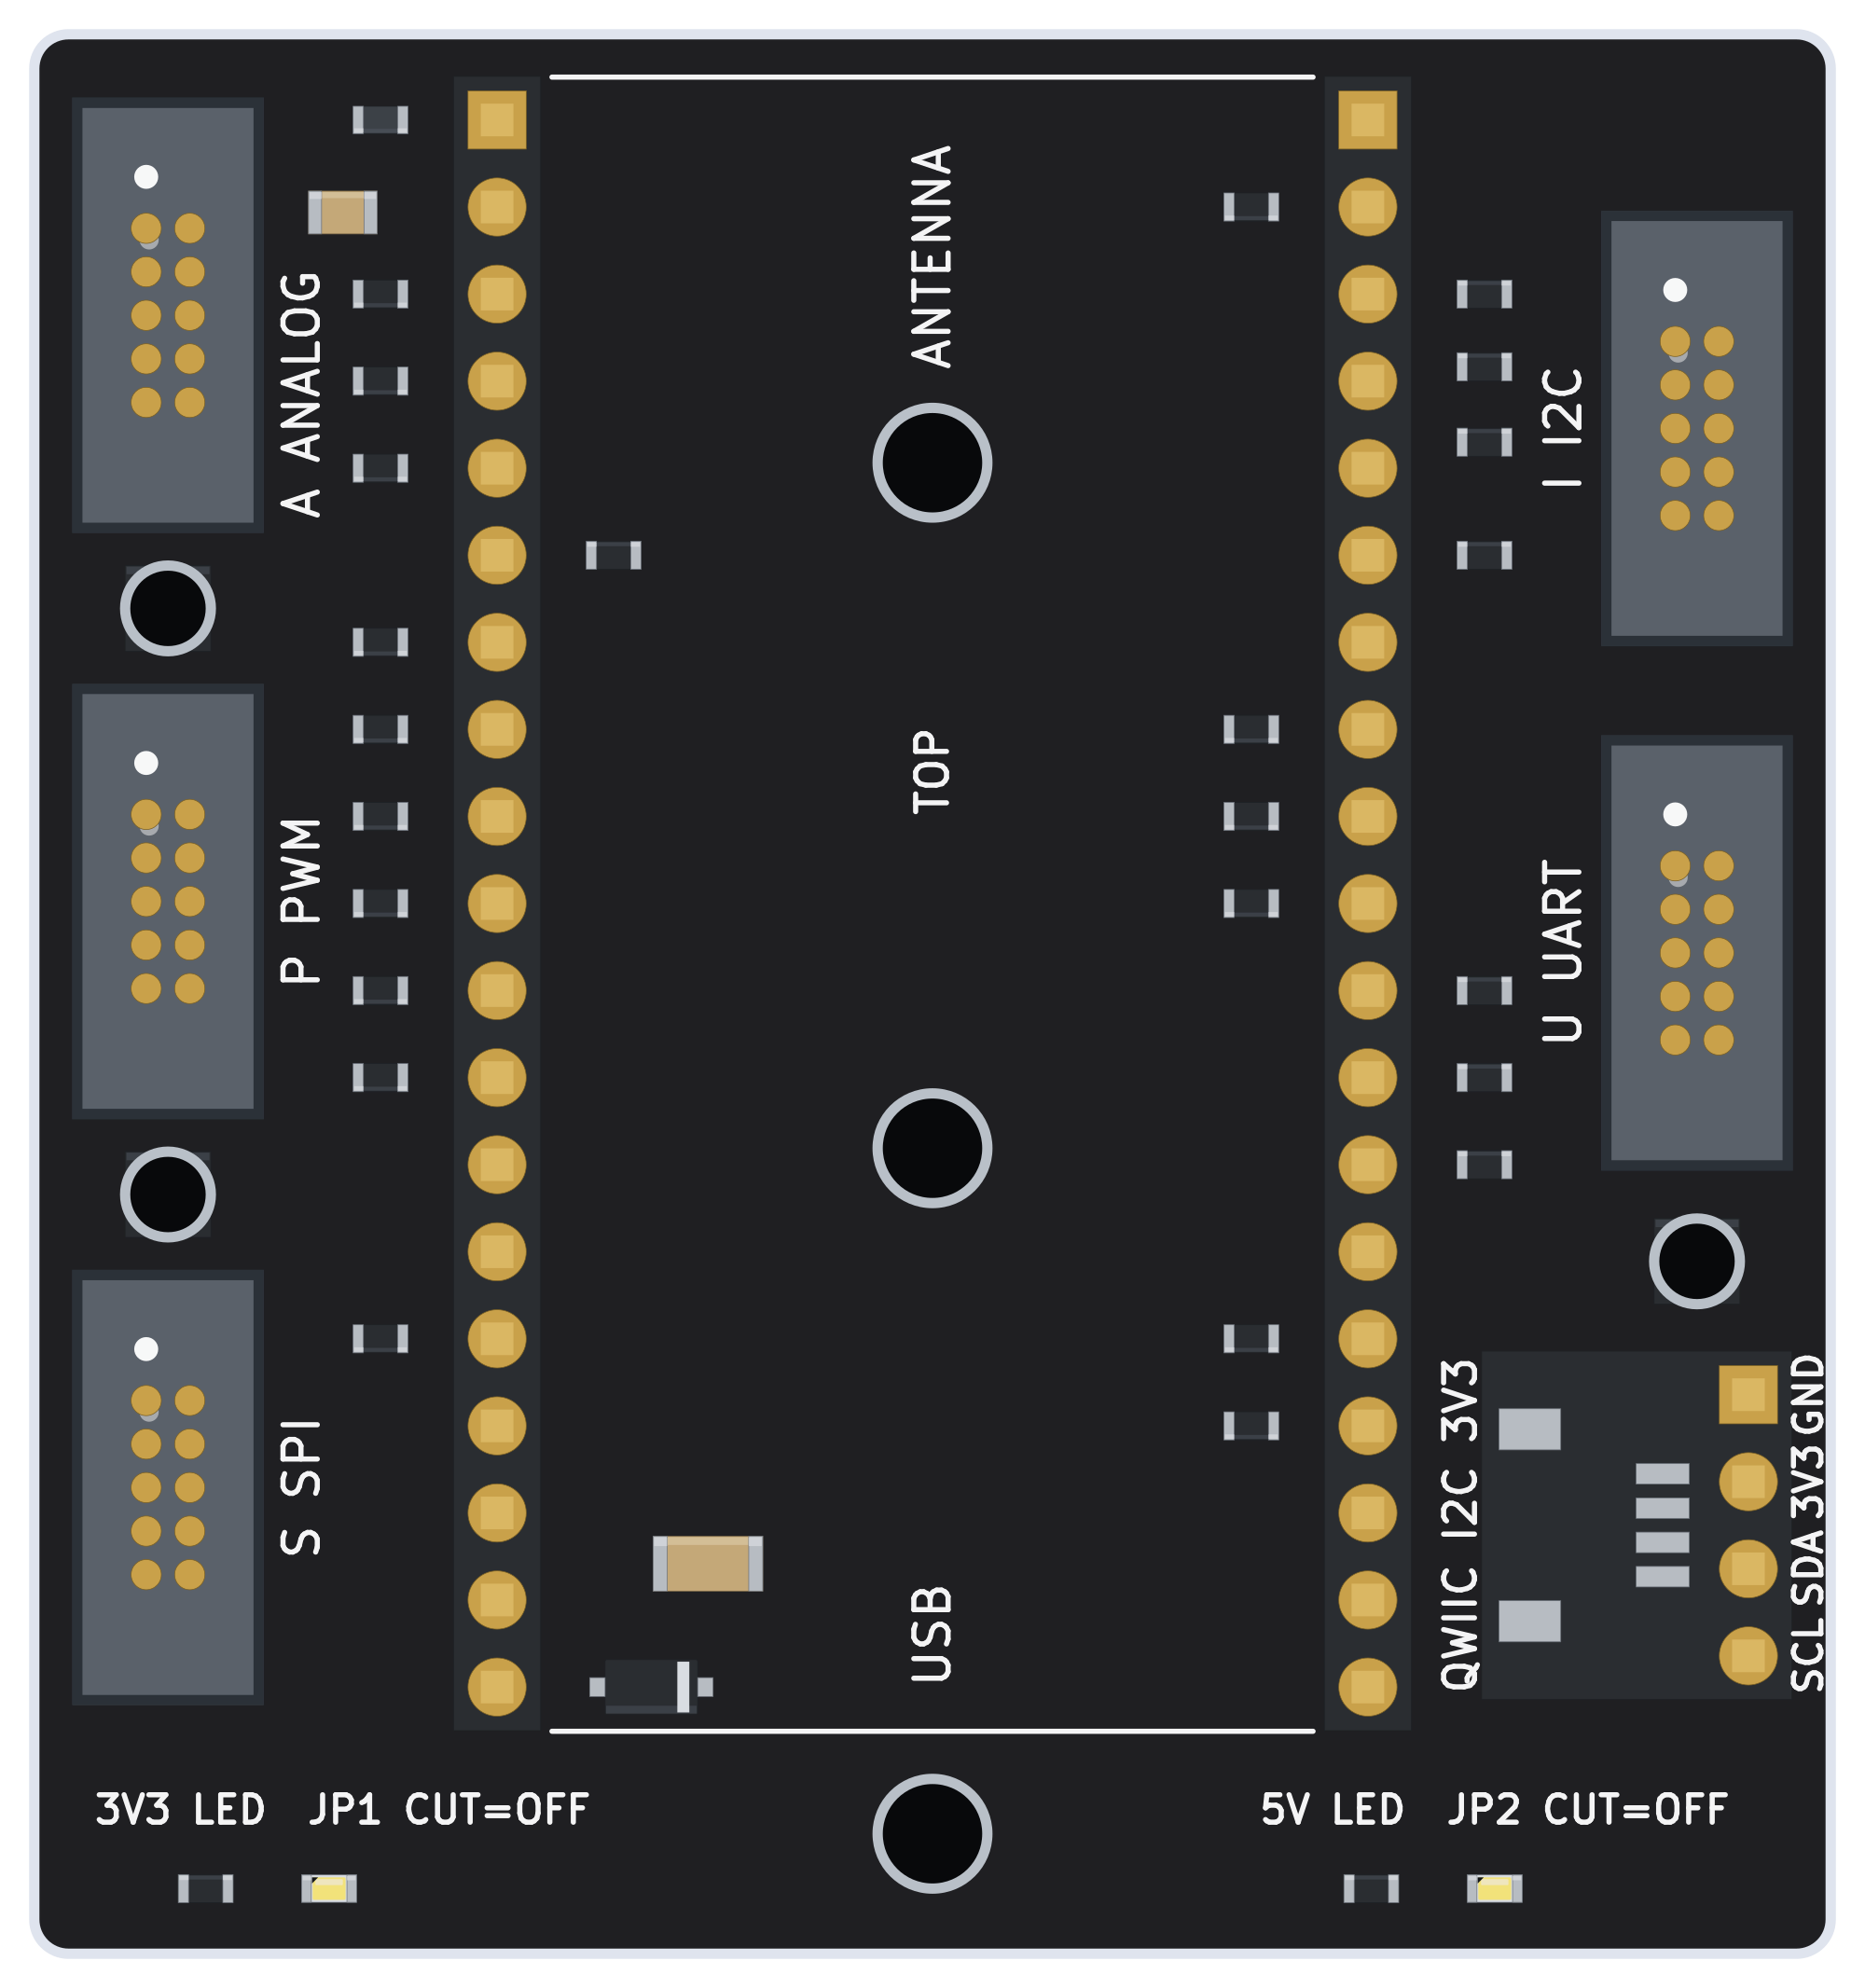 ANTENNA
A ANALOG
I I2C
TOP
P PWM
U UART
S SPI
QWIIC I2C 3V3
GND
3V3
SDA
SCL
USB
3V3 LED JP1 CUT=OFF
5V LED JP2 CUT=OFF